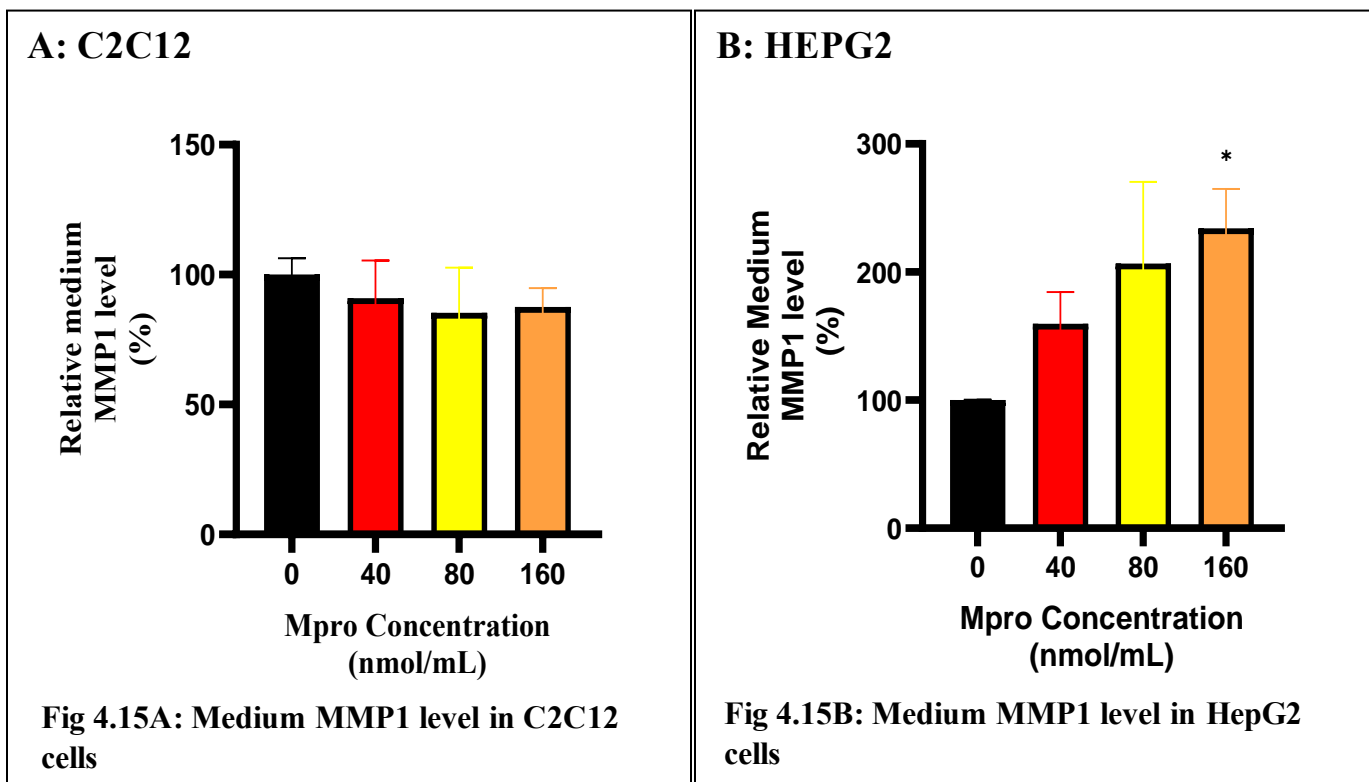 A: C2C12
150
100
50
0
Relative medium
MMP1 level
(%)
0 40 80 160
Mpro Concentration
(nmol/mL)
Fig 4.15A: Medium MMP1 level in C2C12
cells
B: HEPG2
300
200
100
0
Relative Medium
MMP1 level
(%)
*
0 40 80 160
Mpro Concentration
(nmol/mL)
Fig 4.15B: Medium MMP1 level in HepG2
cells